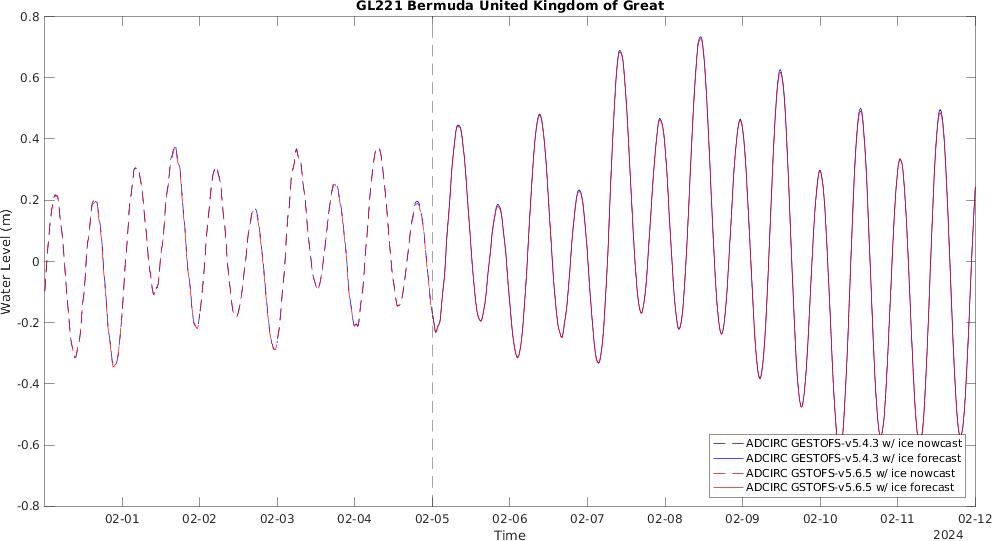 GL221 Bermuda United Kingdom of Great
0.8
0.6
0.4
0.2
0
-0.2
-0.4
-0.6
-0.8
Water Level (m)
ADCIRC GESTOFS-v5.4.3 w/ ice nowcast
ADCIRC GESTOFS-v5.4.3 w/ ice forecast
ADCIRC GSTOFS-v5.6.5 w/ ice nowcast
ADCIRC GSTOFS-v5.6.5 w/ ice forecast
02-01 02-02 02-03 02-04 02-05 02-06 02-07 02-08 02-09 02-10 02-11 02-12
Time
2024